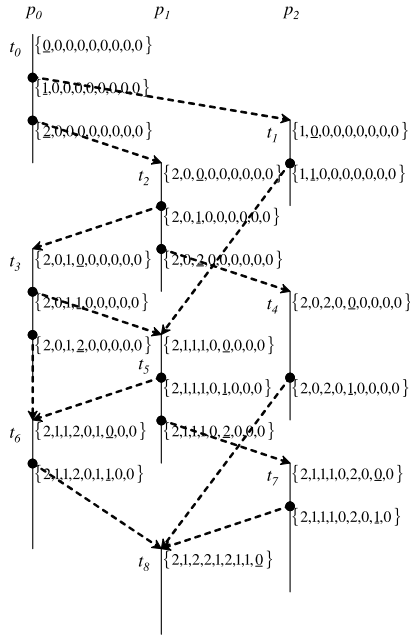 p0 p1 p2
t0 {0,0,0,0,0,0,0,0,0}
{1,0,0,0,0,0,0,0,0}
{2,0,0,0,0,0,0,0,0}
t1 {1,0,0,0,0,0,0,0,0}
t2 {2,0,0,0,0,0,0,0,0}
{1,1,0,0,0,0,0,0,0}
{2,0,1,0,0,0,0,0,0}
t3 {2,0,1,0,0,0,0,0,0}
{2,0,2,0,0,0,0,0,0}
{2,0,1,1,0,0,0,0,0}
t4 {2,0,2,0,0,0,0,0,0}
{2,0,1,2,0,0,0,0,0}
t5 {2,1,1,1,0,0,0,0,0}
{2,1,1,1,0,1,0,0,0}
{2,0,2,0,1,0,0,0,0}
t6 {2,1,1,2,0,1,0,0,0}
{2,1,1,1,0,2,0,0,0}
{2,1,1,2,0,1,1,0,0}
t7 {2,1,1,1,0,2,0,0,0}
{2,1,1,1,0,2,0,1,0}
t8 {2,1,2,2,1,2,1,1,0}